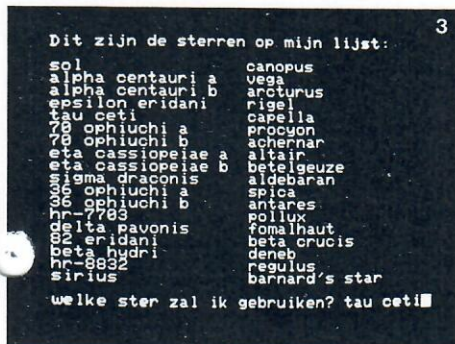 3
Dit zijn de sterren op mijn lijst:
sol canopus
alpha centauri a vega
alpha centauri b arcturus
epsilon eridani rigel
tau ceti capella
70 ophiuchi a procyon
70 ophiuchi b achernar
eta cassiopeiae a altair
eta cassiopeiae b betelgeuze
sigma draconis aldebaran
36 ophiuchi a spica
36 ophiuchi b antares
hr-7703 pollux
delta pavonis fomalhaut
82 eridani beta crucis
beta hydri deneb
hr-8832 regulus
sirius barnard's star
welke ster zal ik gebruiken? tau ceti